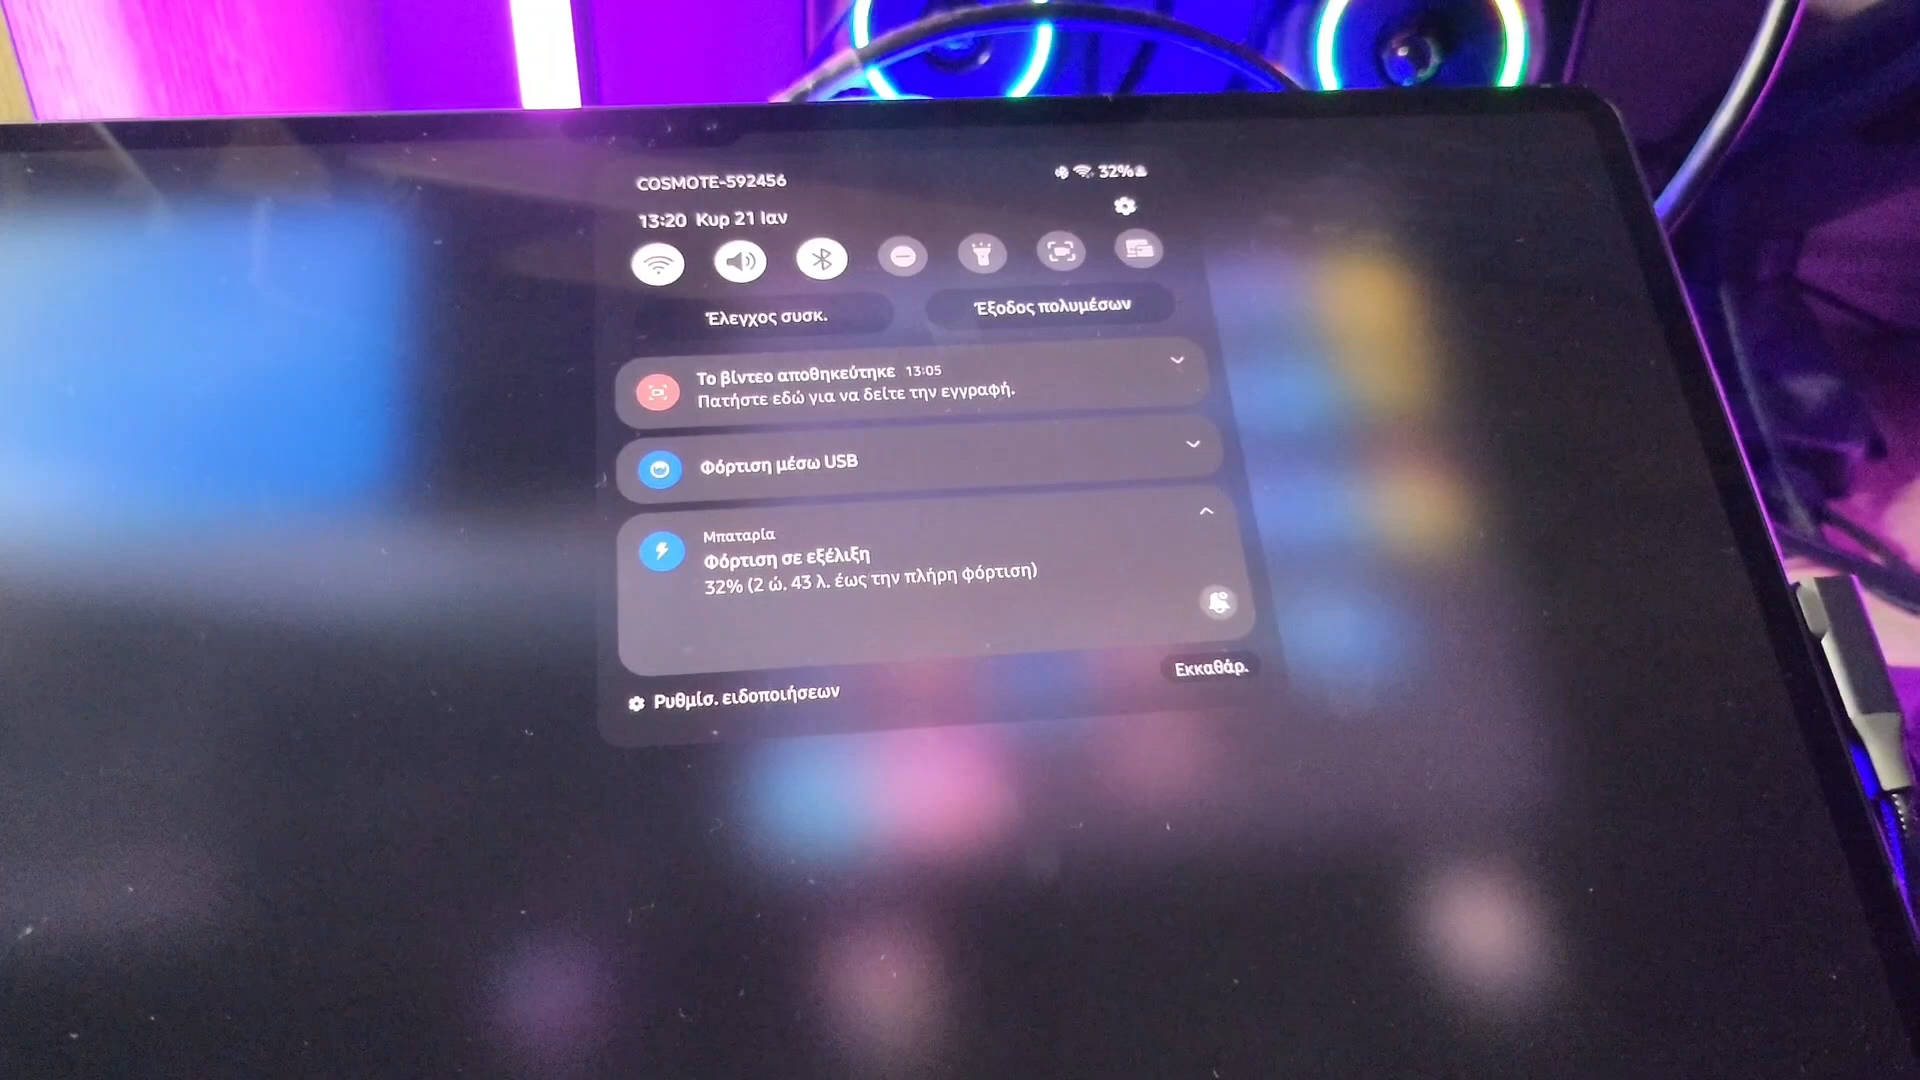 COSMOTE-592456
32%
13:20 Κυρ 21 Ιαν
Έλεγχος συσκ.
Έξοδος πολυμέσων
Το βίντεο αποθηκεύτηκε 13:05
Πατήστε εδώ για να δείτε την εγγραφή.
Φόρτιση μέσω USB
Μπαταρία
Φόρτιση σε εξέλιξη
32% (2 ώ. 43 λ. έως την πλήρη φόρτιση)
Ρυθμίσ. ειδοποιήσεων
Εκκαθάρ.